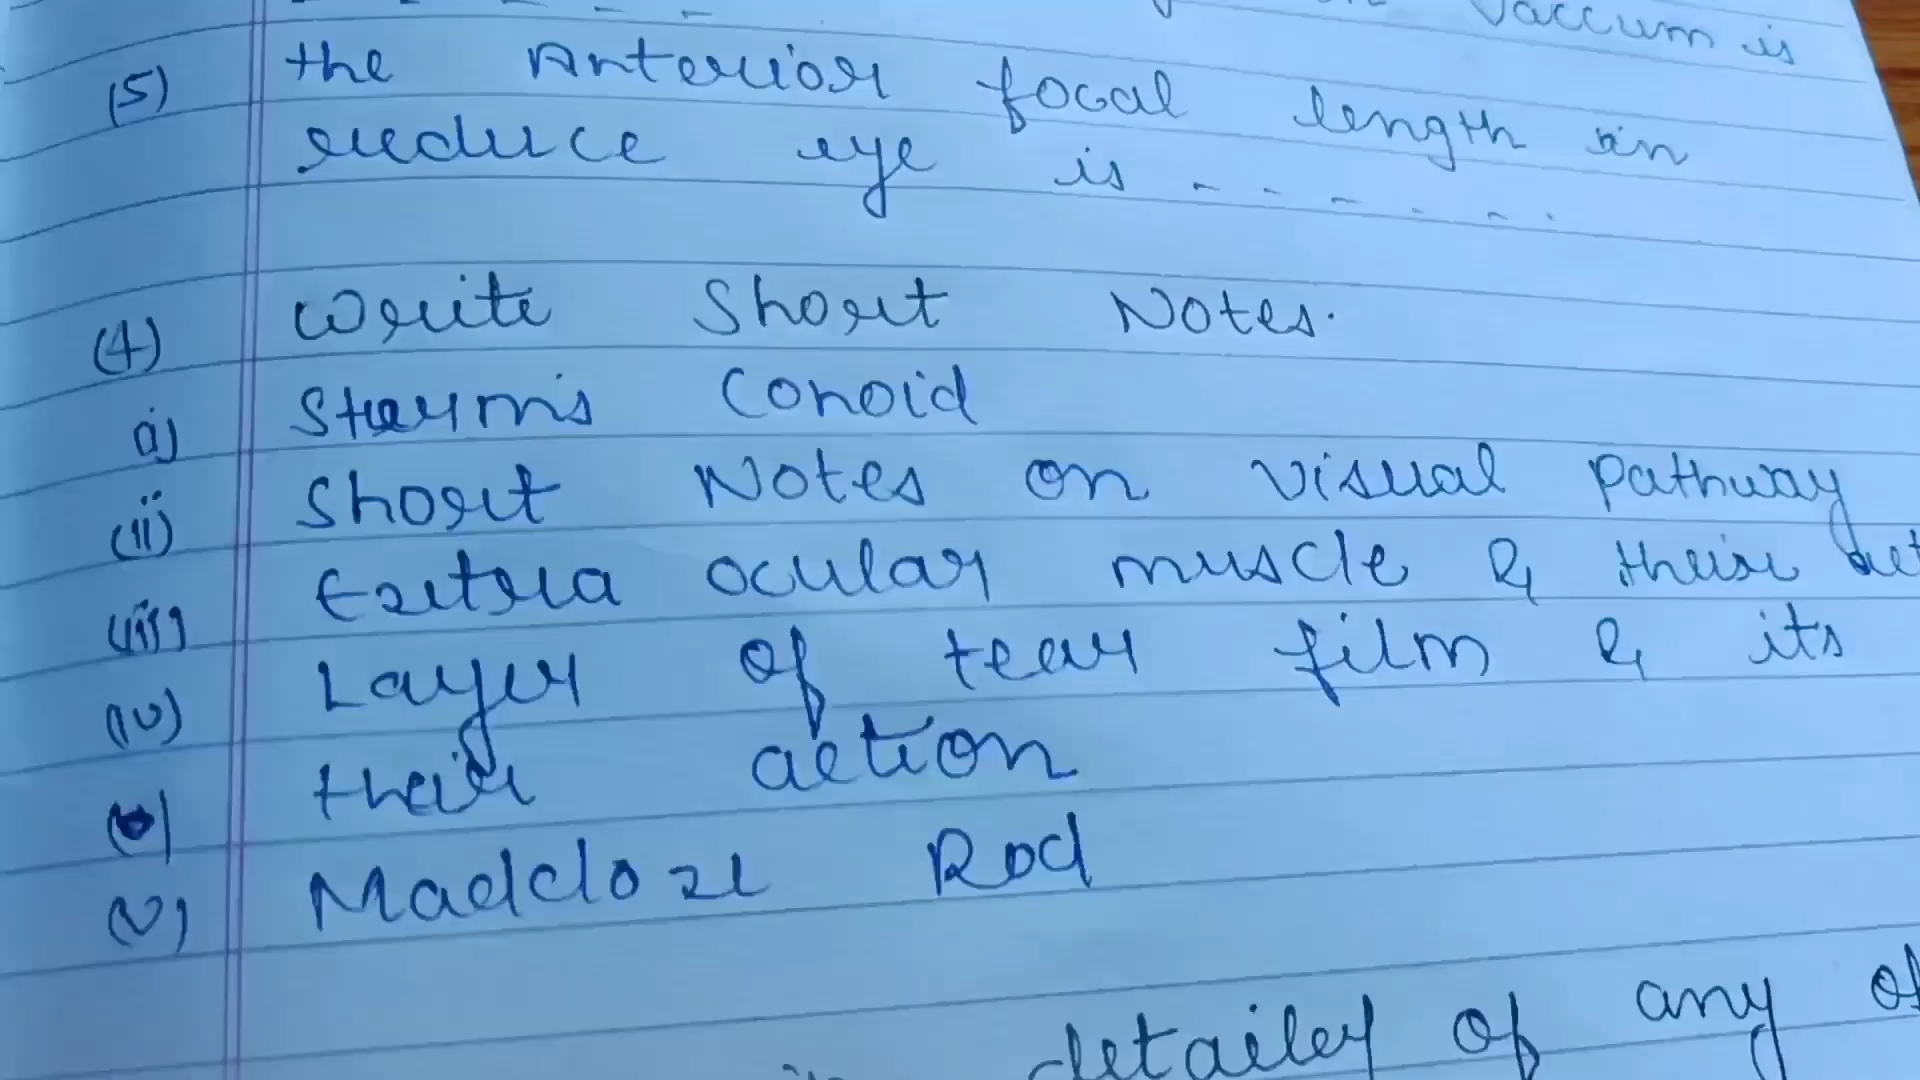 Vaccum is
(5) the Anterior focal length in
reduce eye is - - - - - -
(4) Write Short Notes.
i) Sturm's Conoid
(ii) Short Notes on visual pathway
(iii) Extra ocular muscle & their
(iv) Layer of tear film & its
their action
(v) Maddox Rod
detailey of any of